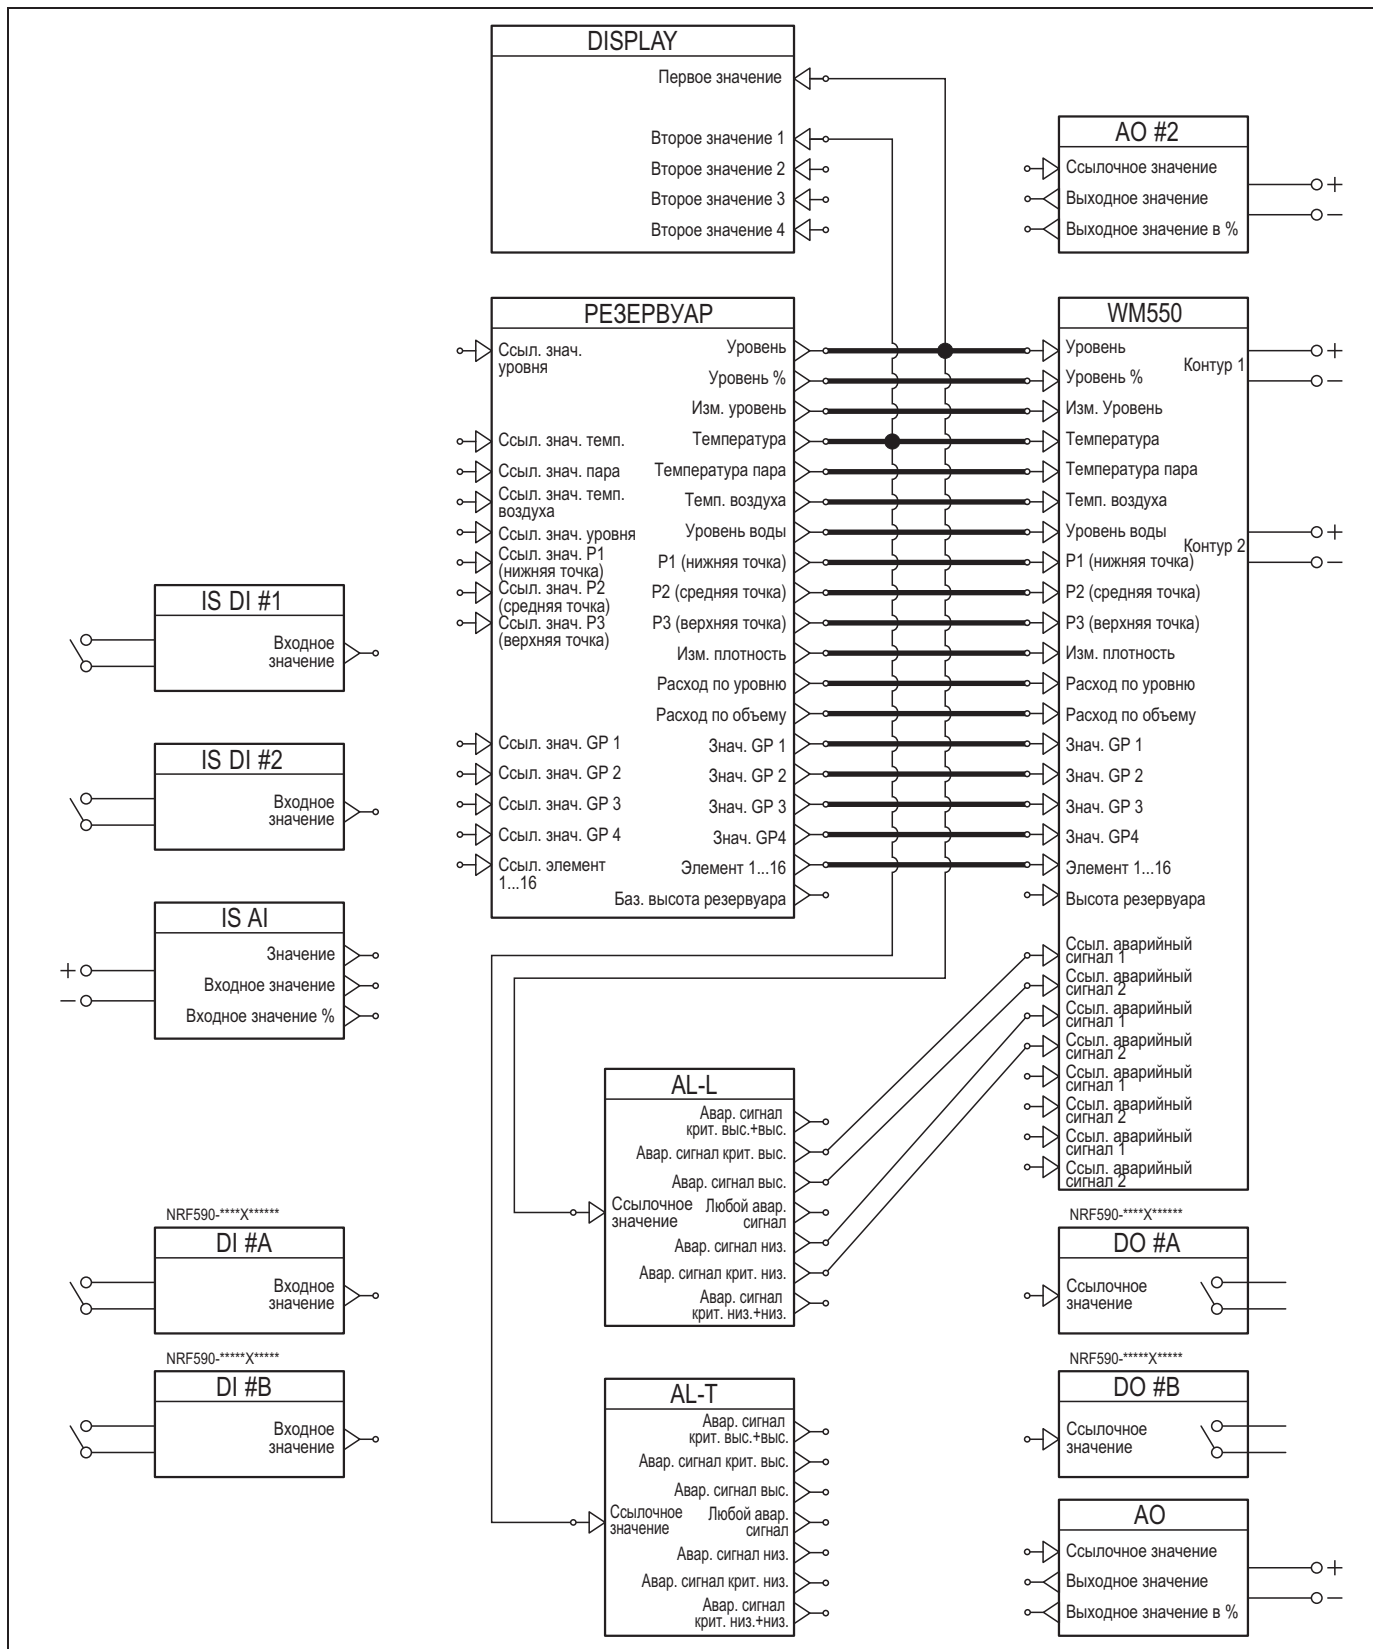 DISPLAY
Первое значение
Второе значение 1
Второе значение 2
Второе значение 3
Второе значение 4
AO #2
Ссылочное значение
Выходное значение
Выходное значение в %
+
—
РЕЗЕРВУАР
Ссыл. знач.
уровня
Ссыл. знач. темп.
Ссыл. знач. пара
Ссыл. знач. темп.
воздуха
Ссыл. знач. уровня
Ссыл. знач. P1
(нижняя точка)
Ссыл. знач. P2
(средняя точка)
Ссыл. знач. P3
(верхняя точка)
Ссыл. знач. GP 1
Ссыл. знач. GP 2
Ссыл. знач. GP 3
Ссыл. знач. GP 4
Ссыл. элемент
1...16
Уровень
Уровень %
Изм. уровень
Температура
Температура пара
Темп. воздуха
Уровень воды
P1 (нижняя точка)
P2 (средняя точка)
P3 (верхняя точка)
Изм. плотность
Расход по уровню
Расход по объему
Знач. GP 1
Знач. GP 2
Знач. GP 3
Знач. GP4
Элемент 1...16
Баз. высота резервуара
WM550
Уровень
Уровень %
Изм. Уровень
Температура
Температура пара
Темп. воздуха
Уровень воды
P1 (нижняя точка)
P2 (средняя точка)
P3 (верхняя точка)
Изм. плотность
Расход по уровню
Расход по объему
Знач. GP 1
Знач. GP 2
Знач. GP 3
Знач. GP4
Элемент 1...16
Высота резервуара
Ссыл. аварийный
сигнал 1
Ссыл. аварийный
сигнал 2
Ссыл. аварийный
сигнал 1
Ссыл. аварийный
сигнал 2
Ссыл. аварийный
сигнал 1
Ссыл. аварийный
сигнал 2
Ссыл. аварийный
сигнал 1
Ссыл. аварийный
сигнал 2
Контур 1
+
—
Контур 2
+
—
IS DI #1
Входное
значение
IS DI #2
Входное
значение
IS AI
+
—
Значение
Входное значение
Входное значение %
AL-L
Ссылочное
значение
Авар. сигнал
крит. выс.+выс.
Авар. сигнал крит. выс.
Авар. сигнал выс.
Любой авар.
сигнал
Авар. сигнал низ.
Авар. сигнал крит. низ.
Авар. сигнал
крит. низ.+низ.
NRF590-****X******
DI #A
Входное
значение
NRF590-*****X*****
DI #B
Входное
значение
AL-T
Ссылочное
значение
Авар. сигнал
крит. выс.+выс.
Авар. сигнал крит. выс.
Авар. сигнал выс.
Любой авар.
сигнал
Авар. сигнал низ.
Авар. сигнал крит. низ.
Авар. сигнал
крит. низ.+низ.
NRF590-****X******
DO #A
Ссылочное
значение
NRF590-*****X*****
DO #B
Ссылочное
значение
AO
Ссылочное значение
Выходное значение
Выходное значение в %
+
—